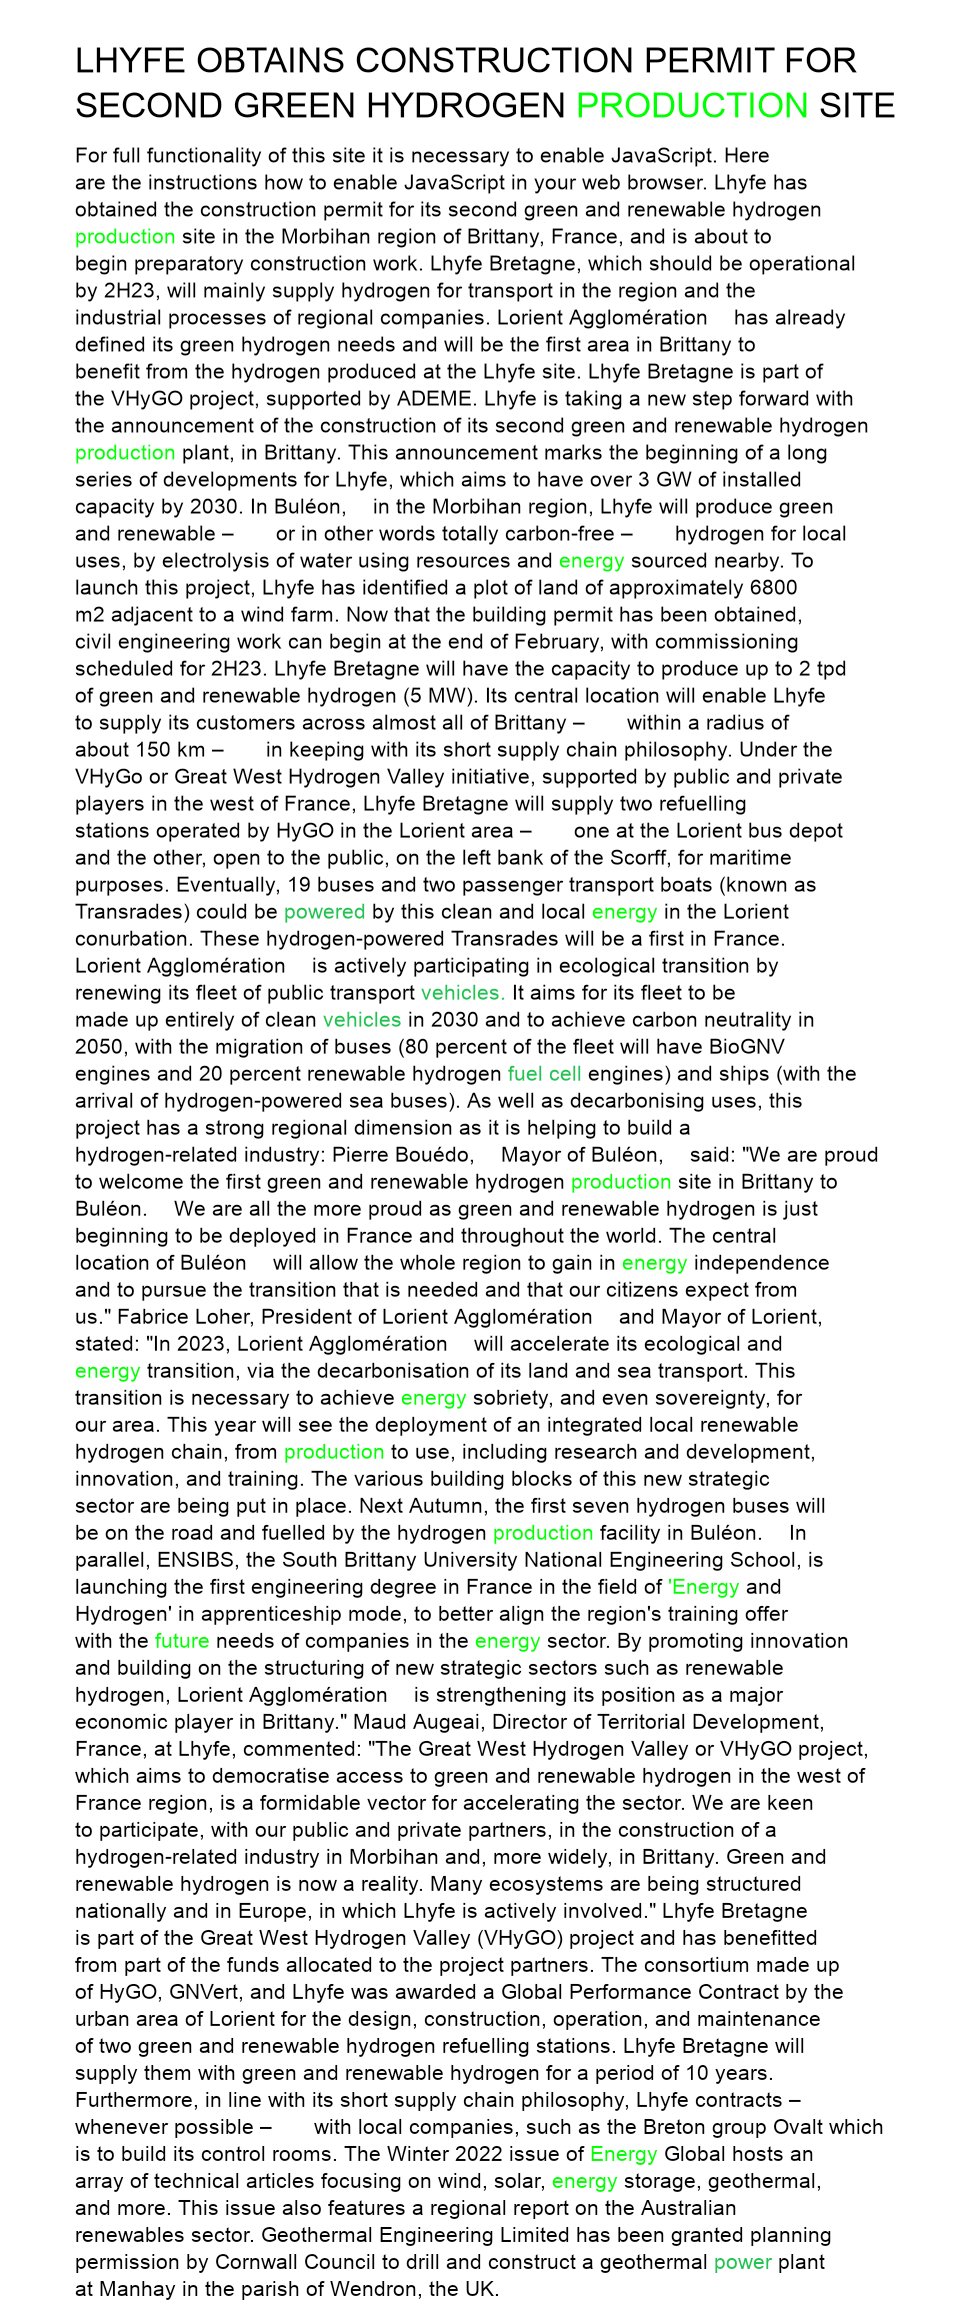 LHYFE OBTAINS CONSTRUCTION PERMIT FOR
SECOND GREEN HYDROGEN PRODUCTION SITE
For full functionality of this site it is necessary to enable JavaScript. Here
are the instructions how to enable JavaScript in your web browser. Lhyfe has
obtained the construction permit for its second green and renewable hydrogen
production site in the Morbihan region of Brittany, France, and is about to
begin preparatory construction work. Lhyfe Bretagne, which should be operational
by 2H23, will mainly supply hydrogen for transport in the region and the
industrial processes of regional companies. Lorient Agglomération has already
defined its green hydrogen needs and will be the first area in Brittany to
benefit from the hydrogen produced at the Lhyfe site. Lhyfe Bretagne is part of
the VHyGO project, supported by ADEME. Lhyfe is taking a new step forward with
the announcement of the construction of its second green and renewable hydrogen
production plant, in Brittany. This announcement marks the beginning of a long
series of developments for Lhyfe, which aims to have over 3 GW of installed
capacity by 2030. In Buléon, in the Morbihan region, Lhyfe will produce green
and renewable – or in other words totally carbon-free – hydrogen for local
uses, by electrolysis of water using resources and energy sourced nearby. To
launch this project, Lhyfe has identified a plot of land of approximately 6800
m2 adjacent to a wind farm. Now that the building permit has been obtained,
civil engineering work can begin at the end of February, with commissioning
scheduled for 2H23. Lhyfe Bretagne will have the capacity to produce up to 2 tpd
of green and renewable hydrogen (5 MW). Its central location will enable Lhyfe
to supply its customers across almost all of Brittany – within a radius of
about 150 km – in keeping with its short supply chain philosophy. Under the
VHyGo or Great West Hydrogen Valley initiative, supported by public and private
players in the west of France, Lhyfe Bretagne will supply two refuelling
stations operated by HyGO in the Lorient area – one at the Lorient bus depot
and the other, open to the public, on the left bank of the Scorff, for maritime
purposes. Eventually, 19 buses and two passenger transport boats (known as
Transrades) could be powered by this clean and local energy in the Lorient
conurbation. These hydrogen-powered Transrades will be a first in France.
Lorient Agglomération is actively participating in ecological transition by
renewing its fleet of public transport vehicles. It aims for its fleet to be
made up entirely of clean vehicles in 2030 and to achieve carbon neutrality in
2050, with the migration of buses (80 percent of the fleet will have BioGNV
engines and 20 percent renewable hydrogen fuel cell engines) and ships (with the
arrival of hydrogen-powered sea buses). As well as decarbonising uses, this
project has a strong regional dimension as it is helping to build a
hydrogen-related industry: Pierre Bouédo, Mayor of Buléon, said: "We are proud
to welcome the first green and renewable hydrogen production site in Brittany to
Buléon. We are all the more proud as green and renewable hydrogen is just
beginning to be deployed in France and throughout the world. The central
location of Buléon will allow the whole region to gain in energy independence
and to pursue the transition that is needed and that our citizens expect from
us." Fabrice Loher, President of Lorient Agglomération and Mayor of Lorient,
stated: "In 2023, Lorient Agglomération will accelerate its ecological and
energy transition, via the decarbonisation of its land and sea transport. This
transition is necessary to achieve energy sobriety, and even sovereignty, for
our area. This year will see the deployment of an integrated local renewable
hydrogen chain, from production to use, including research and development,
innovation, and training. The various building blocks of this new strategic
sector are being put in place. Next Autumn, the first seven hydrogen buses will
be on the road and fuelled by the hydrogen production facility in Buléon. In
parallel, ENSIBS, the South Brittany University National Engineering School, is
launching the first engineering degree in France in the field of 'Energy and
Hydrogen' in apprenticeship mode, to better align the region's training offer
with the future needs of companies in the energy sector. By promoting innovation
and building on the structuring of new strategic sectors such as renewable
hydrogen, Lorient Agglomération is strengthening its position as a major
economic player in Brittany." Maud Augeai, Director of Territorial Development,
France, at Lhyfe, commented: "The Great West Hydrogen Valley or VHyGO project,
which aims to democratise access to green and renewable hydrogen in the west of
France region, is a formidable vector for accelerating the sector. We are keen
to participate, with our public and private partners, in the construction of a
hydrogen-related industry in Morbihan and, more widely, in Brittany. Green and
renewable hydrogen is now a reality. Many ecosystems are being structured
nationally and in Europe, in which Lhyfe is actively involved." Lhyfe Bretagne
is part of the Great West Hydrogen Valley (VHyGO) project and has benefitted
from part of the funds allocated to the project partners. The consortium made up
of HyGO, GNVert, and Lhyfe was awarded a Global Performance Contract by the
urban area of Lorient for the design, construction, operation, and maintenance
of two green and renewable hydrogen refuelling stations. Lhyfe Bretagne will
supply them with green and renewable hydrogen for a period of 10 years.
Furthermore, in line with its short supply chain philosophy, Lhyfe contracts –
whenever possible – with local companies, such as the Breton group Ovalt which
is to build its control rooms. The Winter 2022 issue of Energy Global hosts an
array of technical articles focusing on wind, solar, energy storage, geothermal,
and more. This issue also features a regional report on the Australian
renewables sector. Geothermal Engineering Limited has been granted planning
permission by Cornwall Council to drill and construct a geothermal power plant
at Manhay in the parish of Wendron, the UK.